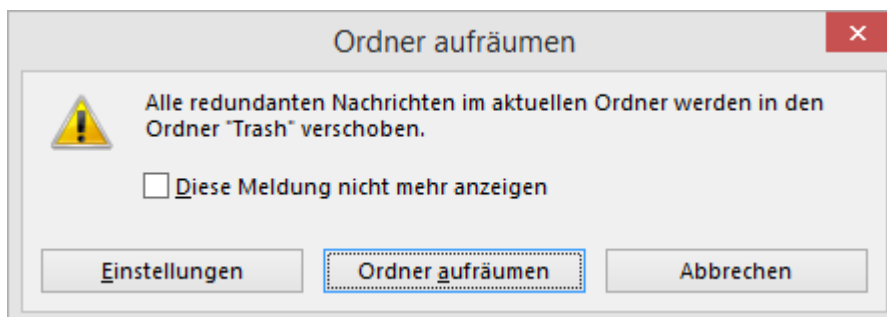 Ordner aufräumen
Alle redundanten Nachrichten im aktuellen Ordner werden in den
Ordner "Trash" verschoben.
Diese Meldung nicht mehr anzeigen
Einstellungen
Ordner aufräumen
Abbrechen